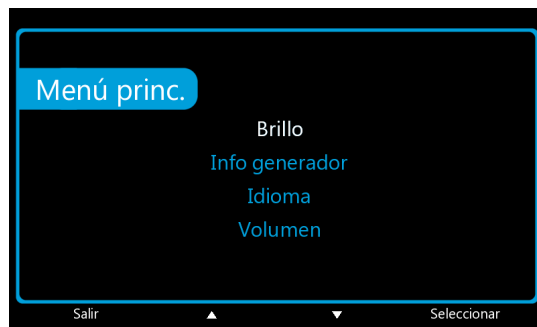 Menú princ.
Brillo
Info generador
Idioma
Volumen
Salir ▲ ▼ Seleccionar